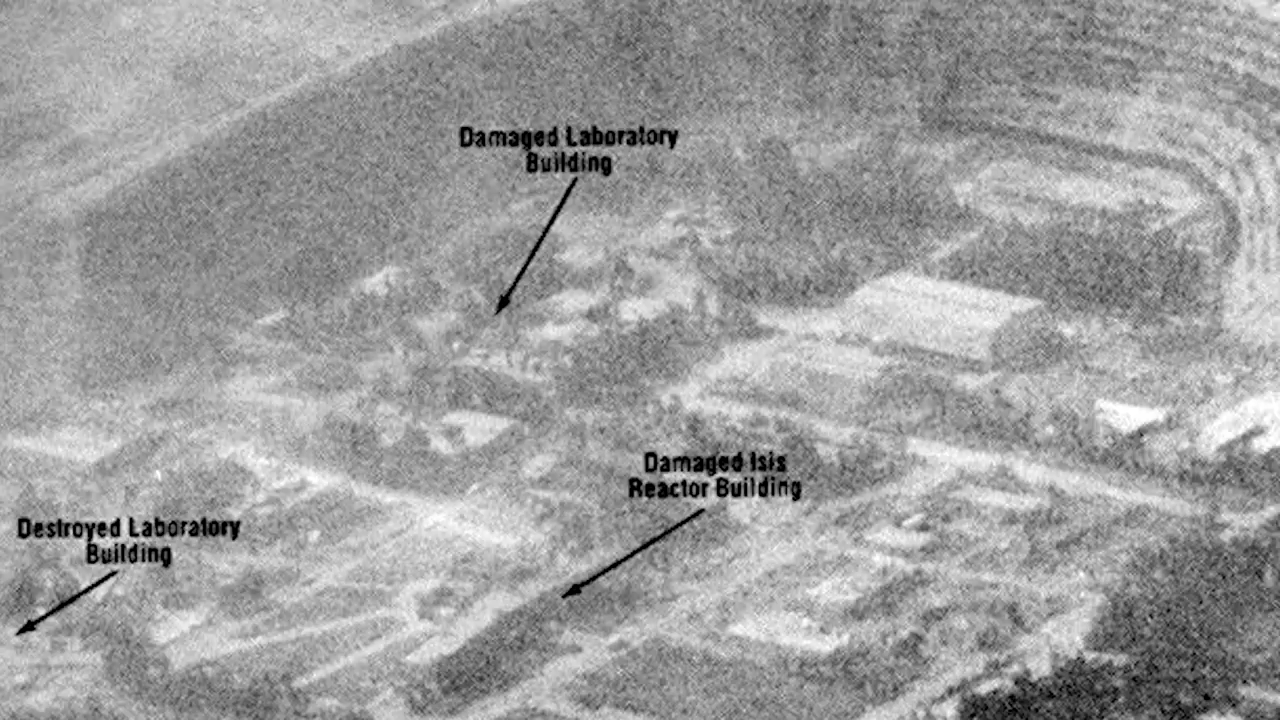 Damaged Laboratory
Building
Damaged Isis
Reactor Building
Destroyed Laboratory
Building